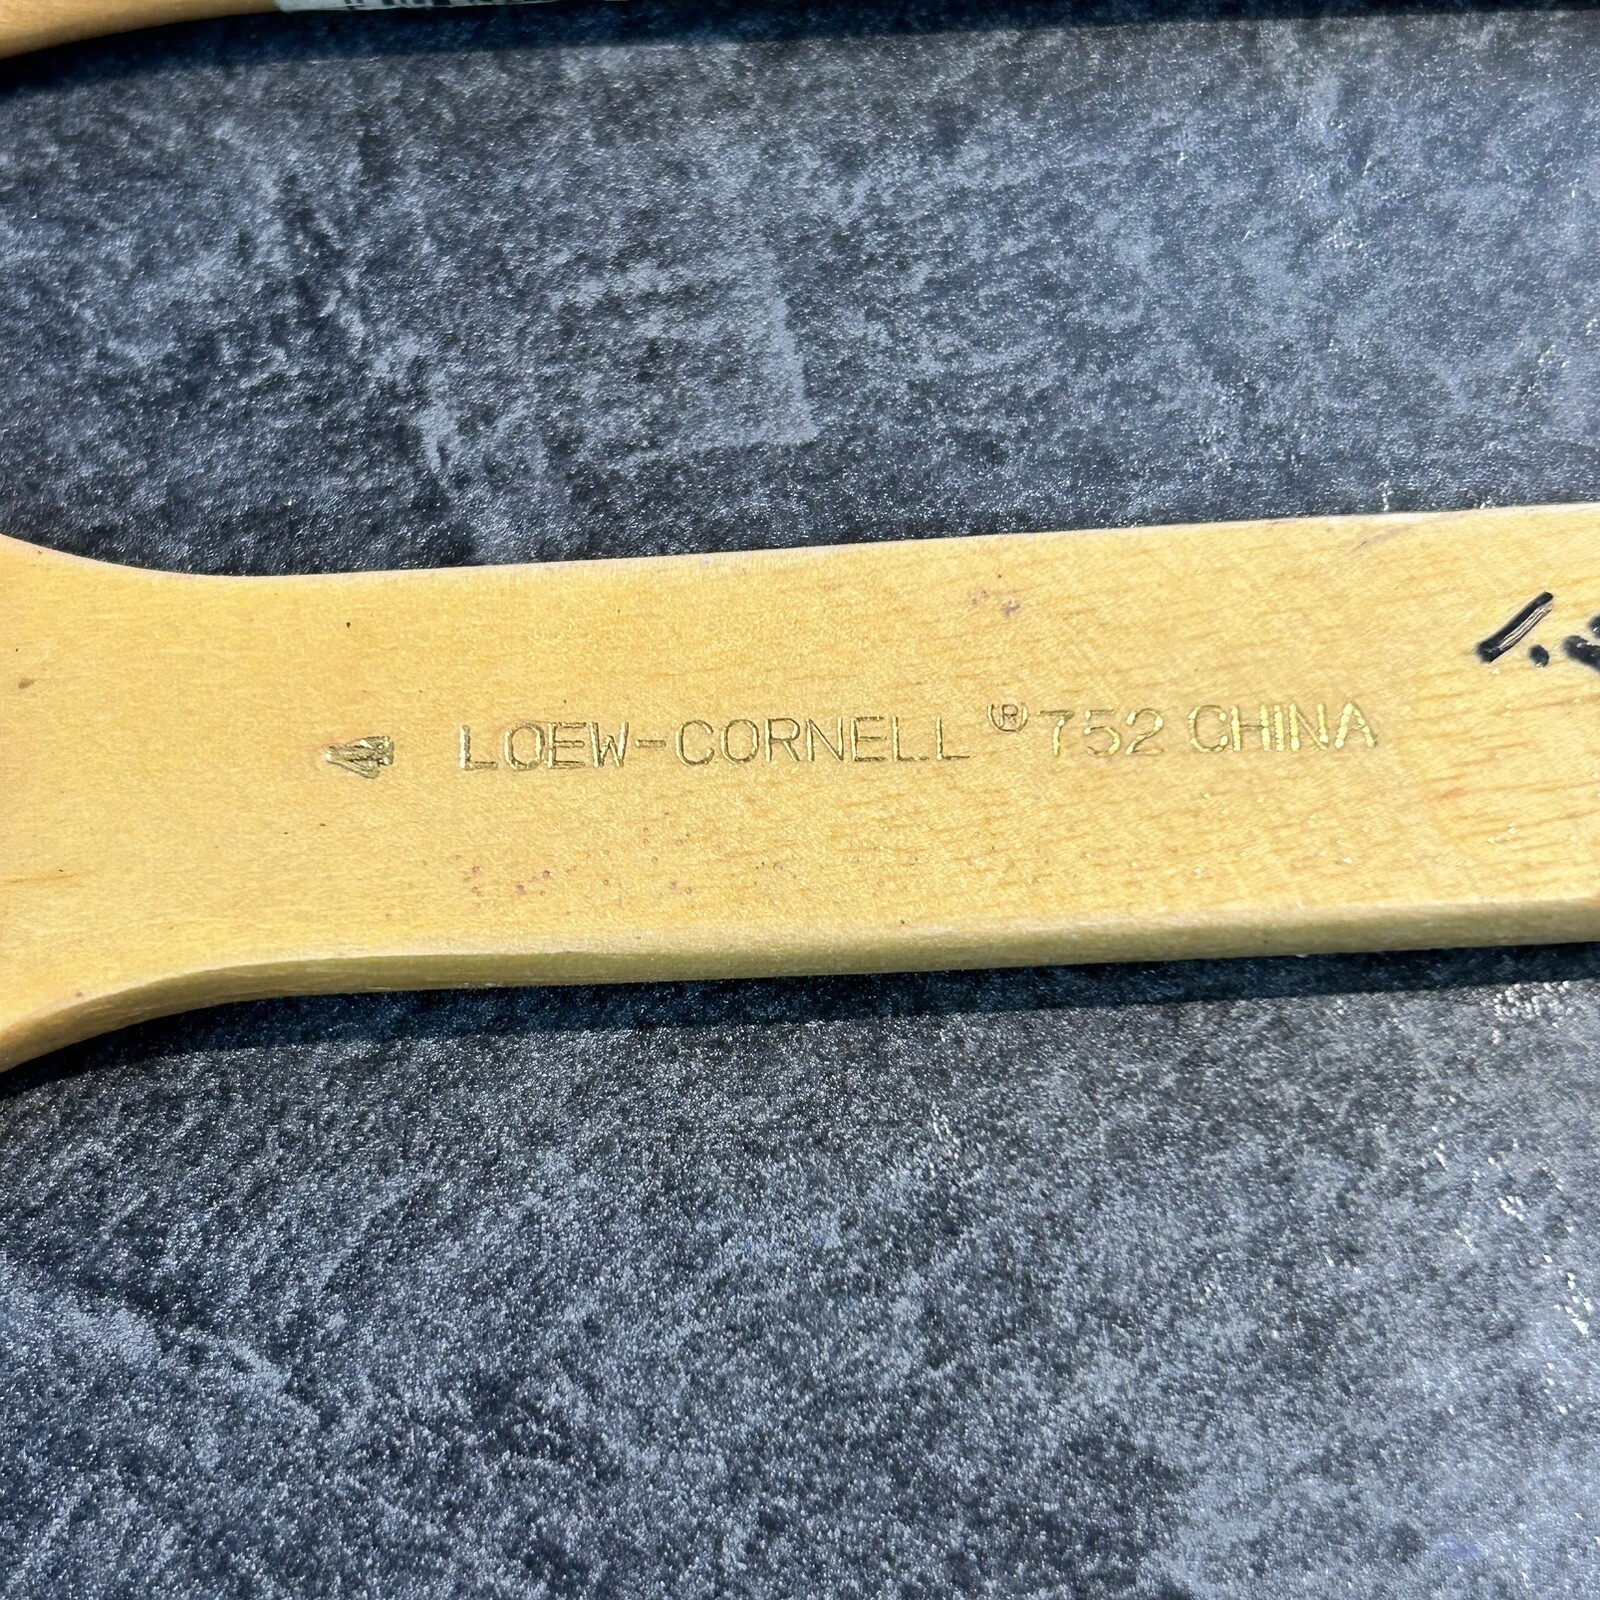 LOEW-CORNELL ® 752 CHINA